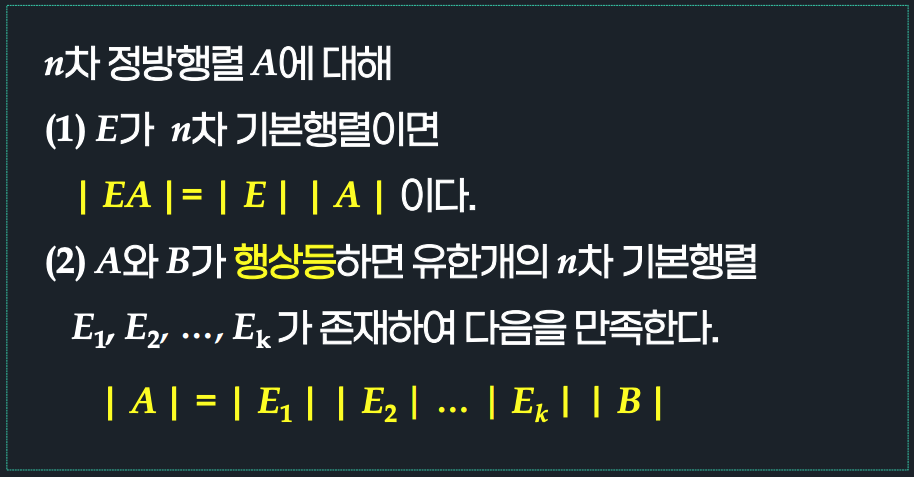 n차 정방행렬 A에 대해
(1) E가 n차 기본행렬이면
| EA | = | E | | A | 이다.
(2) A와 B가 행상등하면 유한개의 n차 기본행렬
E₁, E₂, …, Eₖ가 존재하여 다음을 만족한다.
| A | = | E₁ | | E₂ | … | Eₖ | | B |